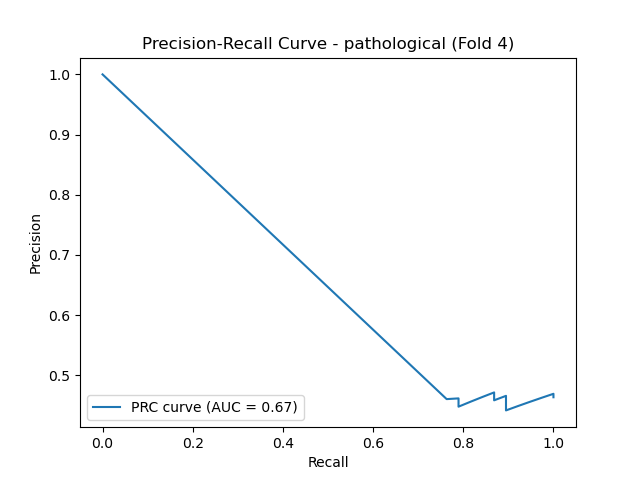 Precision-Recall Curve - pathological (Fold 4)
1.0
0.9
0.8
0.7
0.6
0.5
Precision
PRC curve (AUC = 0.67)
0.0 0.2 0.4 0.6 0.8 1.0
Recall